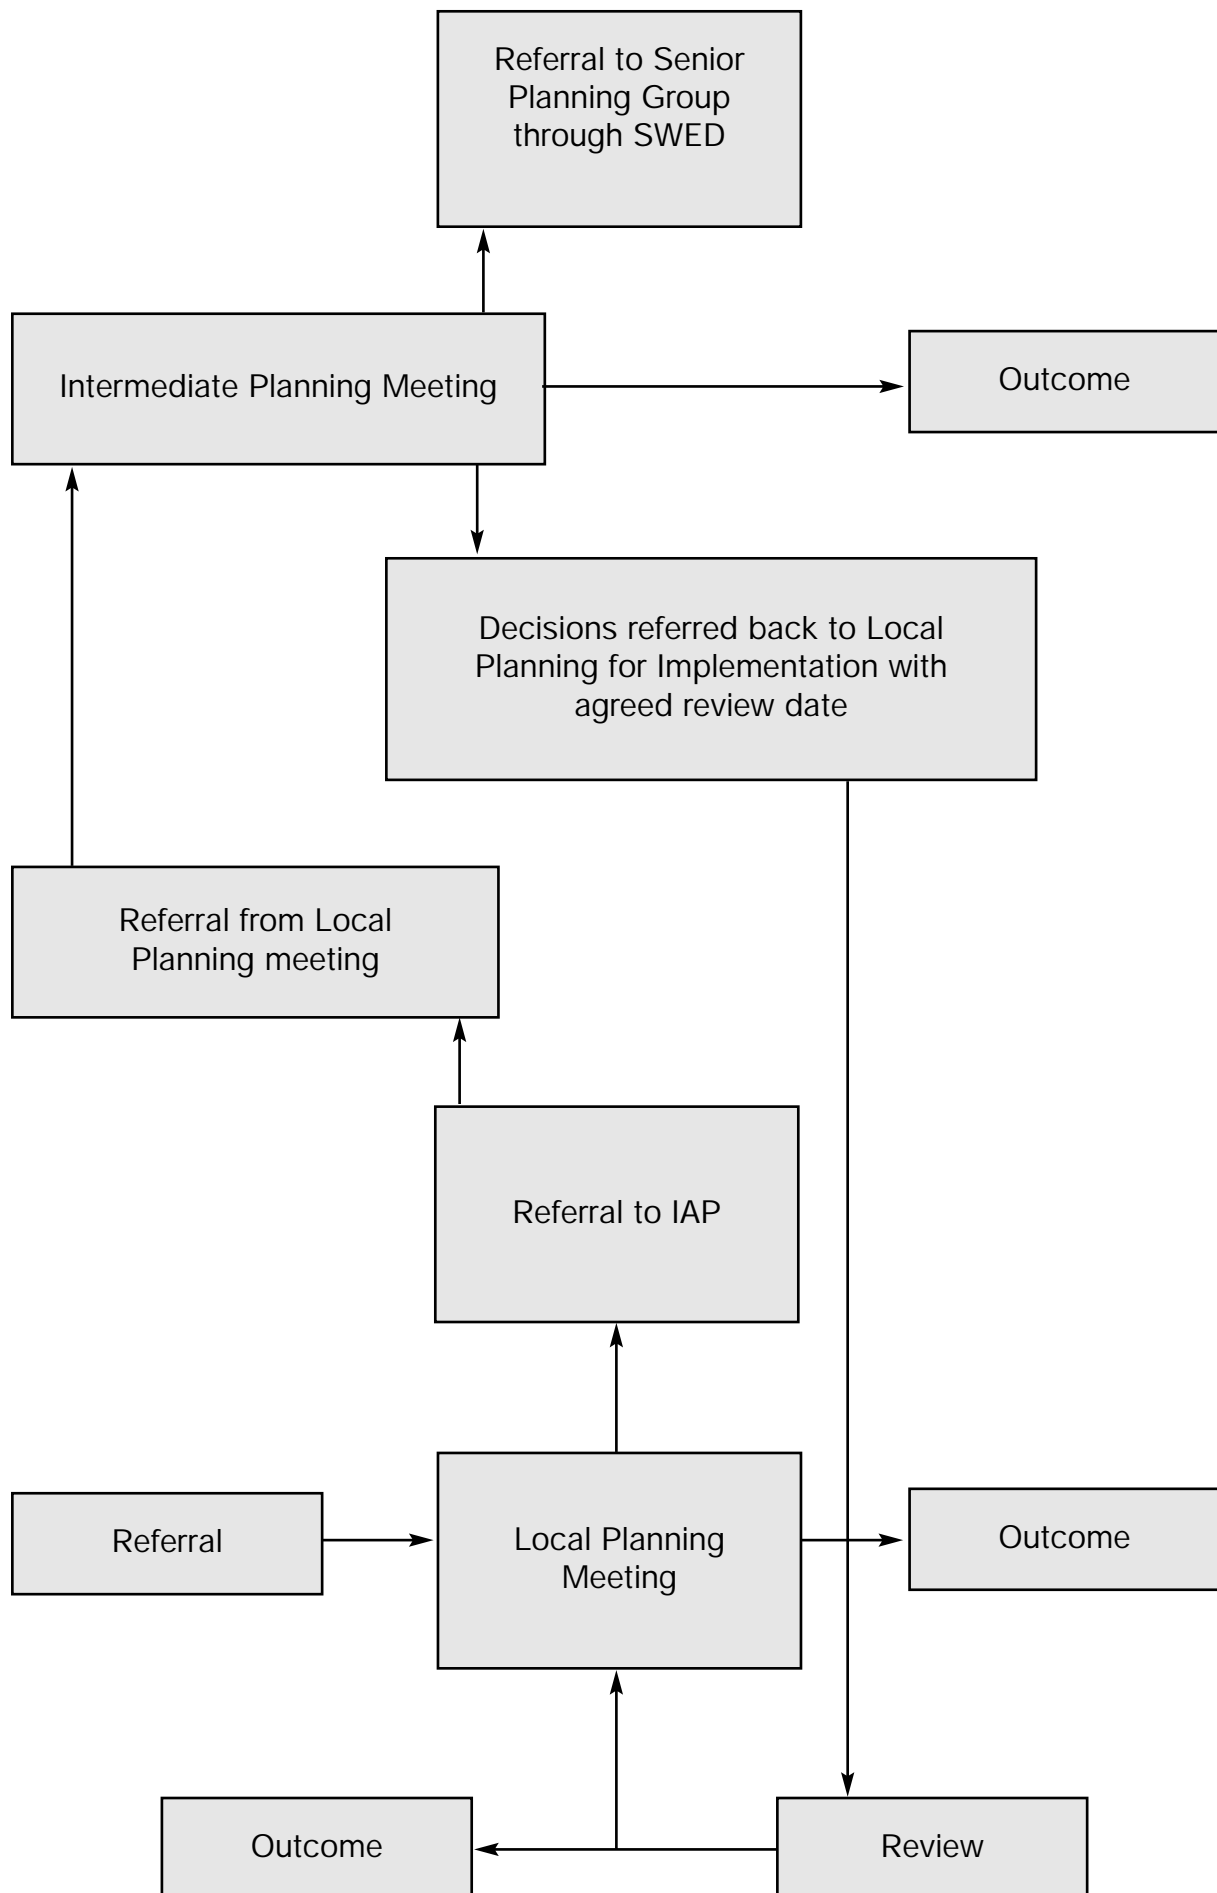 Referral to Senior
Planning Group
through SWED
Intermediate Planning Meeting
Outcome
Decisions referred back to Local
Planning for Implementation with
agreed review date
Referral from Local
Planning meeting
Referral to IAP
Referral
Local Planning
Meeting
Outcome
Outcome
Review